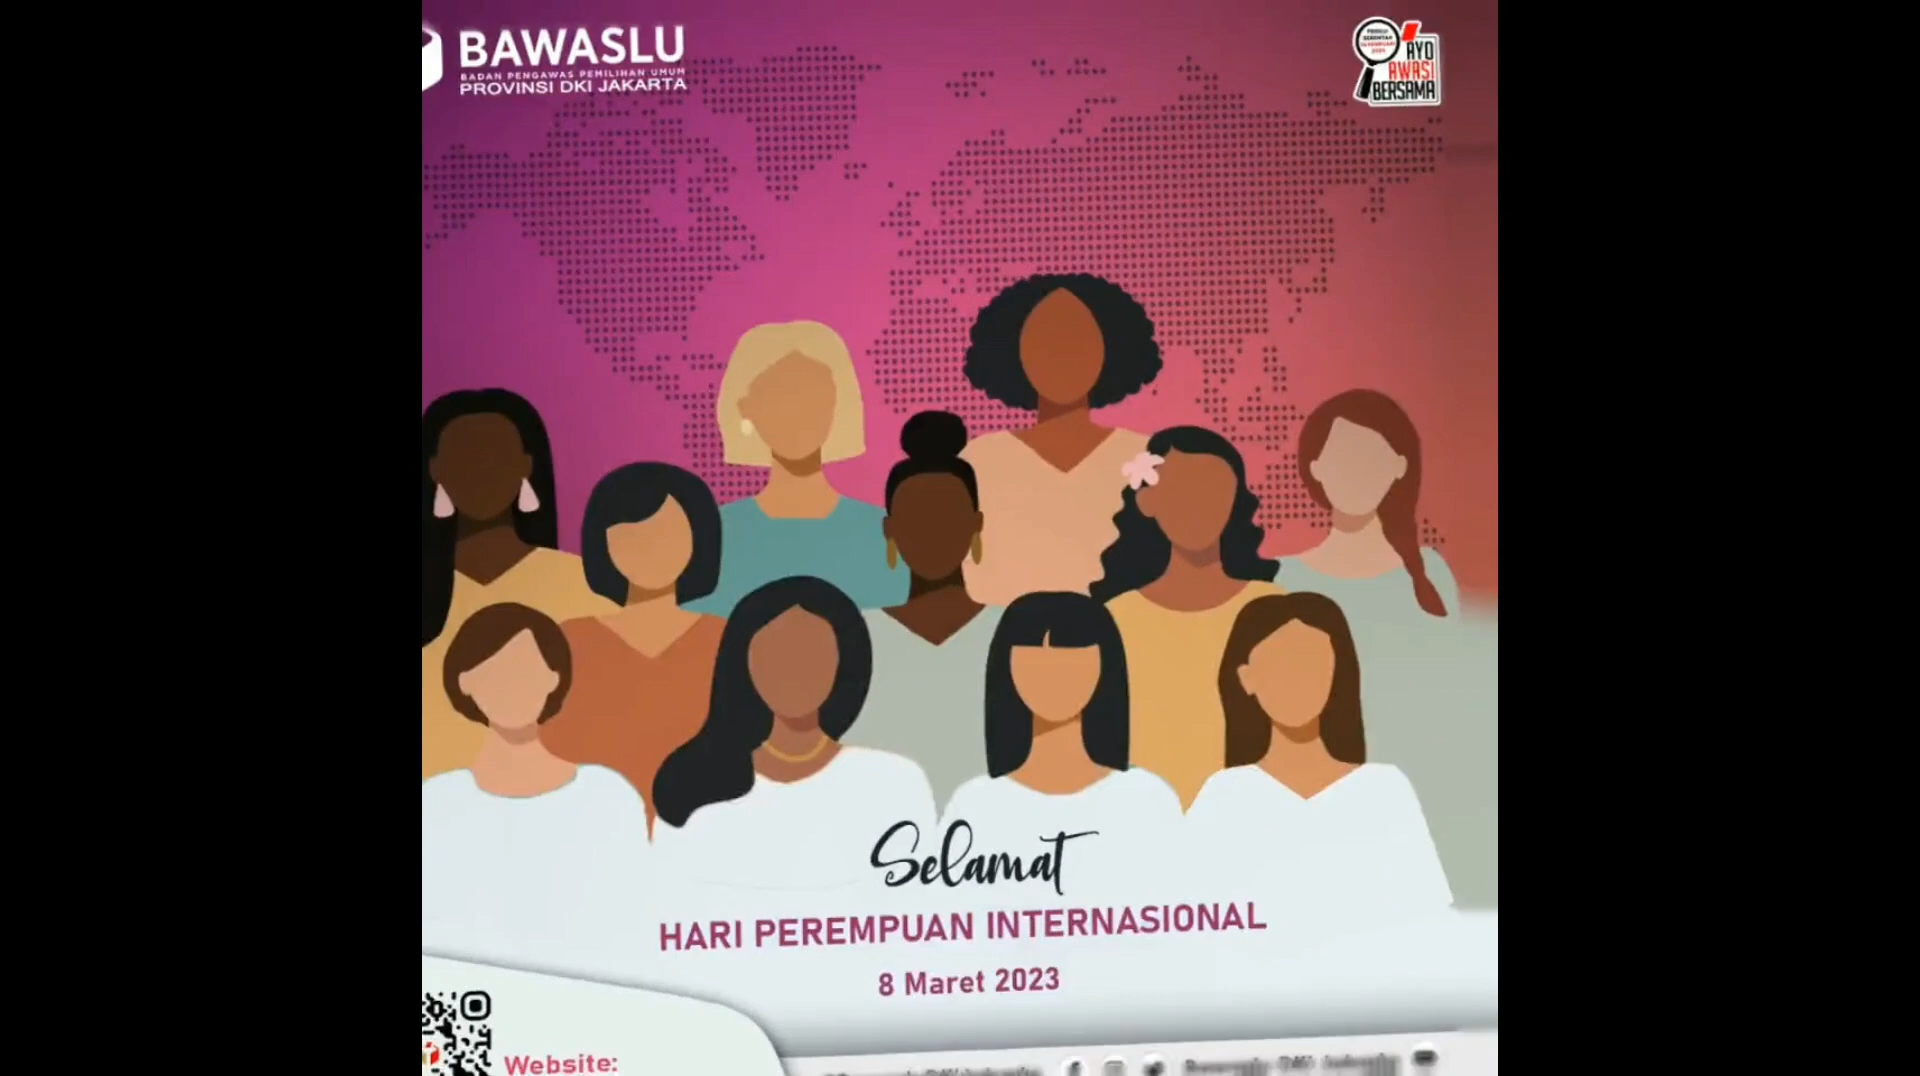 BAWASLU
BADAN PENGAWAS PEMILIHAN UMUM
PROVINSI DKI JAKARTA
AYO
AWASI
BERSAMA
Selamat
HARI PEREMPUAN INTERNASIONAL
8 Maret 2023
Website: